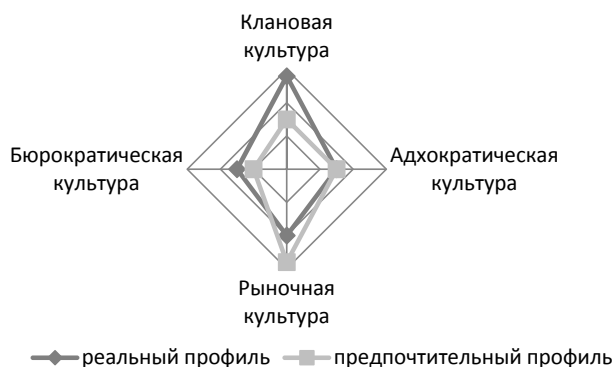 Клановая
культура
Бюрократическая
культура
Адхократическая
культура
Рыночная
культура
реальный профиль
предпочтительный профиль